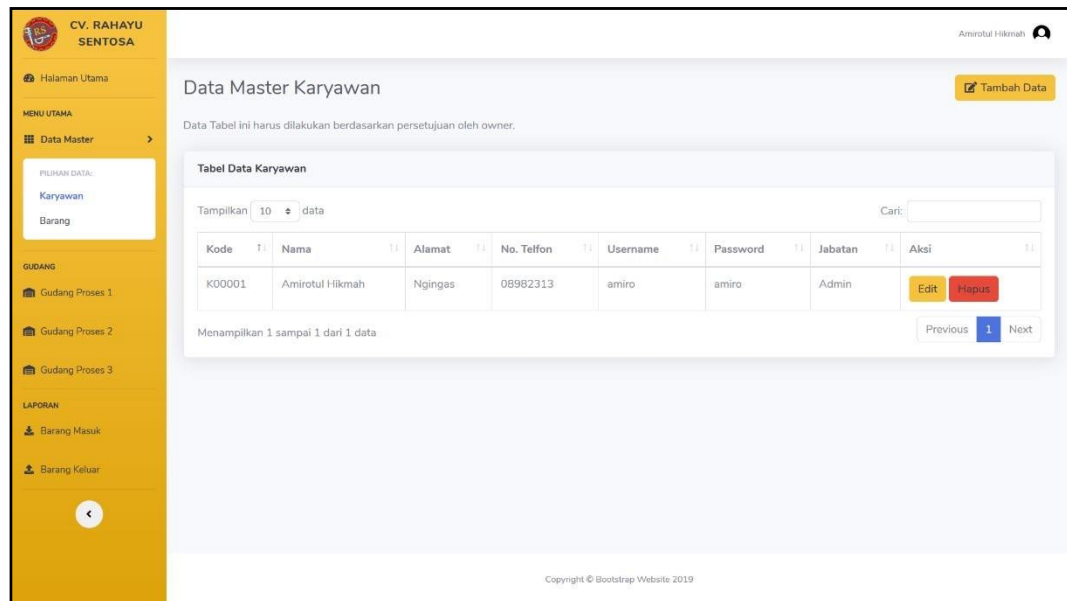 RS
CV. RAHAYU
SENTOSA
Amirotul Hikmah
Halaman Utama
MENU UTAMA
Data Master
PILIHAN DATA:
Karyawan
Barang
GUDANG
Gudang Proses 1
Gudang Proses 2
Gudang Proses 3
LAPORAN
Barang Masuk
Barang Keluar
Data Master Karyawan
Tambah Data
Data Tabel ini harus dilakukan berdasarkan persetujuan oleh owner.
Tabel Data Karyawan
Tampilkan 10 data Cari:
Kode Nama Alamat No. Telfon Username Password Jabatan Aksi
K00001 Amirotul Hikmah Ngingas 08982313 amiro amiro Admin Edit Hapus
Menampilkan 1 sampai 1 dari 1 data
Previous 1 Next
Copyright © Bootstrap Website 2019